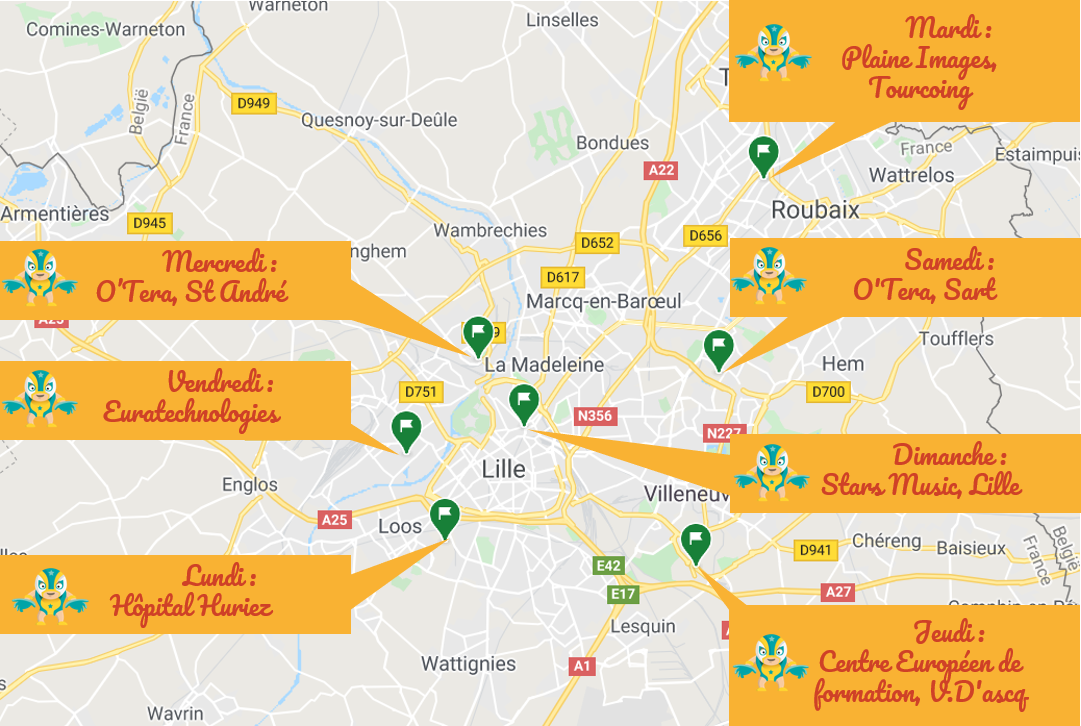 Warneton
Comines-Warneton
Linselles
Mardi :
Plaine Images,
Tourcoing
België
France
D949
Quesnoy-sur-Deûle
Bondues
A22
France
Estaimpuis
Wattrelos
Roubaix
Armentières
D945
Wambrechies
D652
D656
Mercredi :
O'Tera, St André
nghem
D617
Marcq-en-Barœul
Samedi :
O'Tera, Sart
A25
9
La Madeleine
Toufflers
Hem
Vendredi :
Euratechnologies
D751
D700
N356
N227
Lille
Dimanche :
Stars Music, Lille
Englos
Villeneuv
A25
Loos
D941
Chéreng
Baisieux
België
France
Lundi :
Hôpital Huriez
E42
E17
A27
Lesquin
Jeudi :
Centre Européen de
formation, V.D'ascq
Wattignies
A1
Wavrin